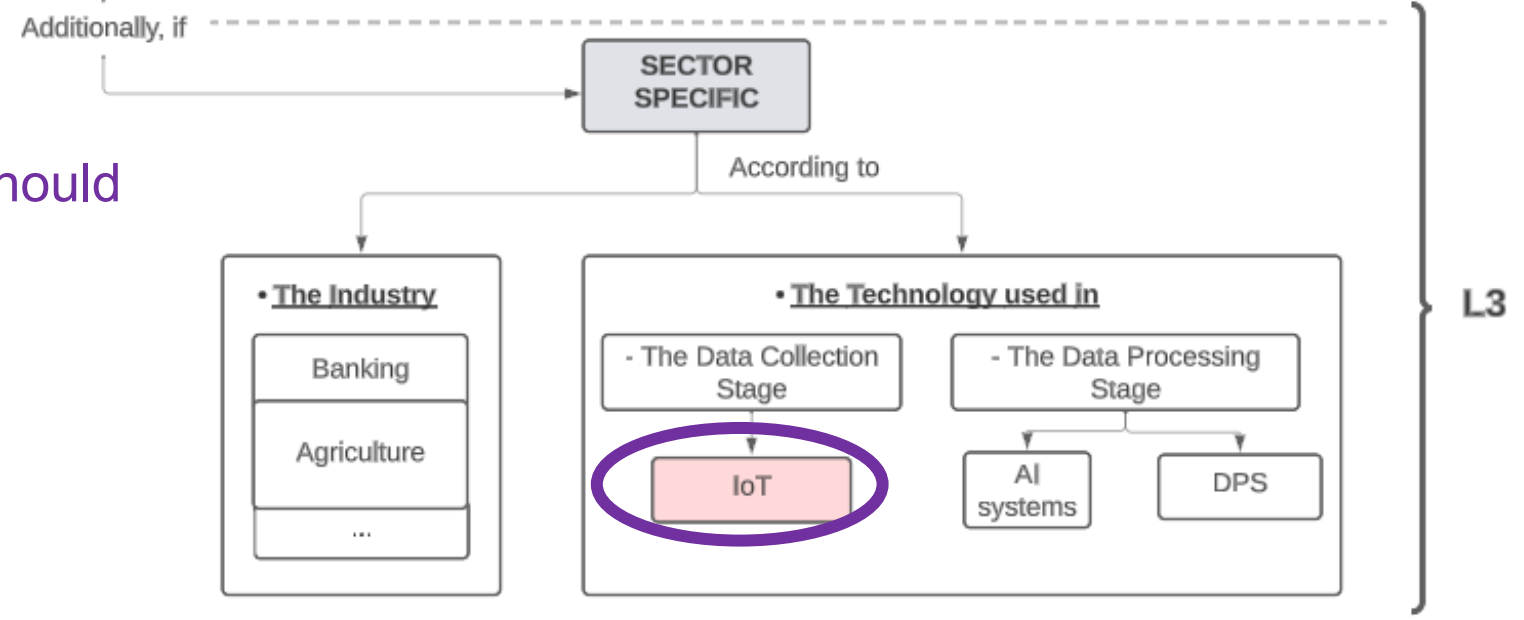 Additionally, if
SECTOR
SPECIFIC
According to
• The Industry
Banking
Agriculture
...
• The Technology used in
- The Data Collection
Stage
IoT
- The Data Processing
Stage
AI
systems
DPS
L3